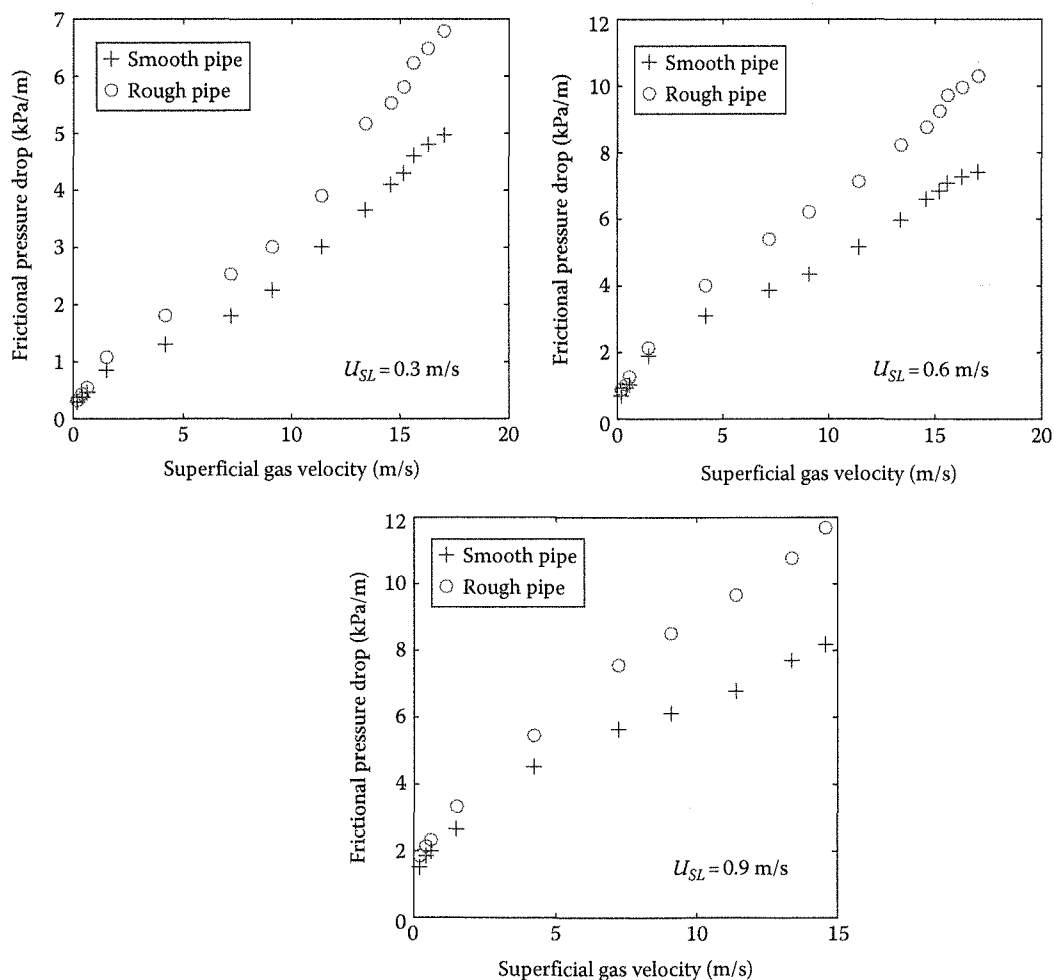 Frictional pressure drop (kPa/m)
7
6
5
4
3
2
1
0
+ Smooth pipe
○ Rough pipe
U_SL = 0.3 m/s
0 5 10 15 20
Superficial gas velocity (m/s)
Frictional pressure drop (kPa/m)
12
10
8
6
4
2
0
+ Smooth pipe
○ Rough pipe
U_SL = 0.6 m/s
0 5 10 15 20
Superficial gas velocity (m/s)
Frictional pressure drop (kPa/m)
12
10
8
6
4
2
0
+ Smooth pipe
○ Rough pipe
U_SL = 0.9 m/s
0 5 10 15
Superficial gas velocity (m/s)